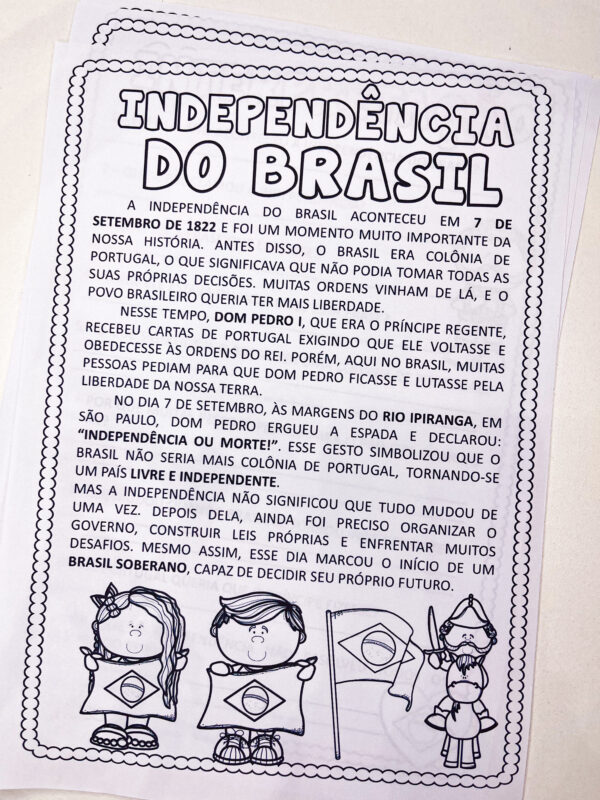 INDEPENDÊNCIA
DO BRASIL
A INDEPENDÊNCIA DO BRASIL ACONTECEU EM 7 DE
SETEMBRO DE 1822 E FOI UM MOMENTO MUITO IMPORTANTE DA
NOSSA HISTÓRIA. ANTES DISSO, O BRASIL ERA COLÔNIA DE
PORTUGAL, O QUE SIGNIFICAVA QUE NÃO PODIA TOMAR TODAS AS
SUAS PRÓPRIAS DECISÕES. MUITAS ORDENS VINHAM DE LÁ, E O
POVO BRASILEIRO QUERIA TER MAIS LIBERDADE.
NESSE TEMPO, DOM PEDRO I, QUE ERA O PRÍNCIPE REGENTE,
RECEBEU CARTAS DE PORTUGAL EXIGINDO QUE ELE VOLTASSE E
OBEDECESSE ÀS ORDENS DO REI. PORÉM, AQUI NO BRASIL, MUITAS
PESSOAS PEDIAM PARA QUE DOM PEDRO FICASSE E LUTASSE PELA
LIBERDADE DA NOSSA TERRA.
NO DIA 7 DE SETEMBRO, ÀS MARGENS DO RIO IPIRANGA, EM
SÃO PAULO, DOM PEDRO ERGUEU A ESPADA E DECLAROU:
“INDEPENDÊNCIA OU MORTE!”. ESSE GESTO SIMBOLIZOU QUE O
BRASIL NÃO SERIA MAIS COLÔNIA DE PORTUGAL, TORNANDO-SE
UM PAÍS LIVRE E INDEPENDENTE.
MAS A INDEPENDÊNCIA NÃO SIGNIFICOU QUE TUDO MUDOU DE
UMA VEZ. DEPOIS DELA, AINDA FOI PRECISO ORGANIZAR O
GOVERNO, CONSTRUIR LEIS PRÓPRIAS E ENFRENTAR MUITOS
DESAFIOS. MESMO ASSIM, ESSE DIA MARCOU O INÍCIO DE UM
BRASIL SOBERANO, CAPAZ DE DECIDIR SEU PRÓPRIO FUTURO.